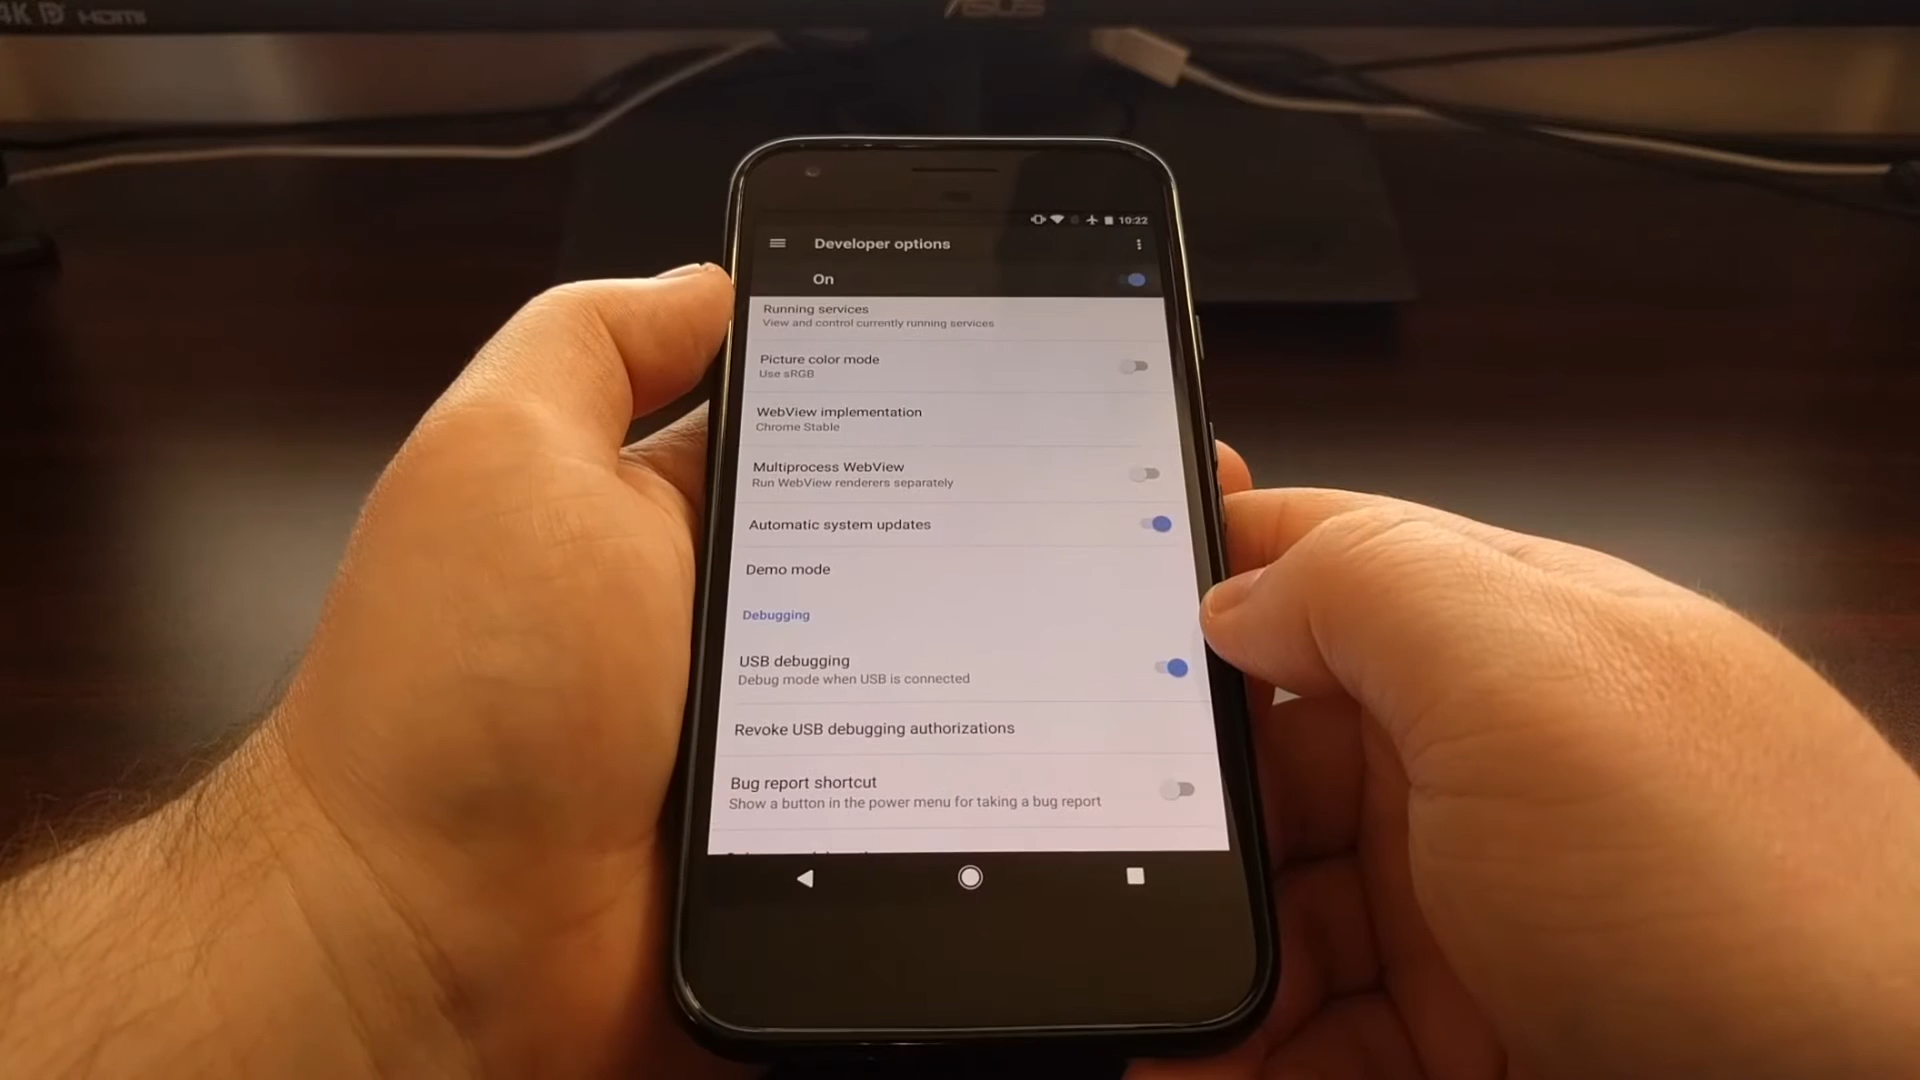 4K HDMI
ASUS
10:22
Developer options
On
Running services
View and control currently running services
Picture color mode
Use sRGB
WebView implementation
Chrome Stable
Multiprocess WebView
Run WebView renderers separately
Automatic system updates
Demo mode
Debugging
USB debugging
Debug mode when USB is connected
Revoke USB debugging authorizations
Bug report shortcut
Show a button in the power menu for taking a bug report